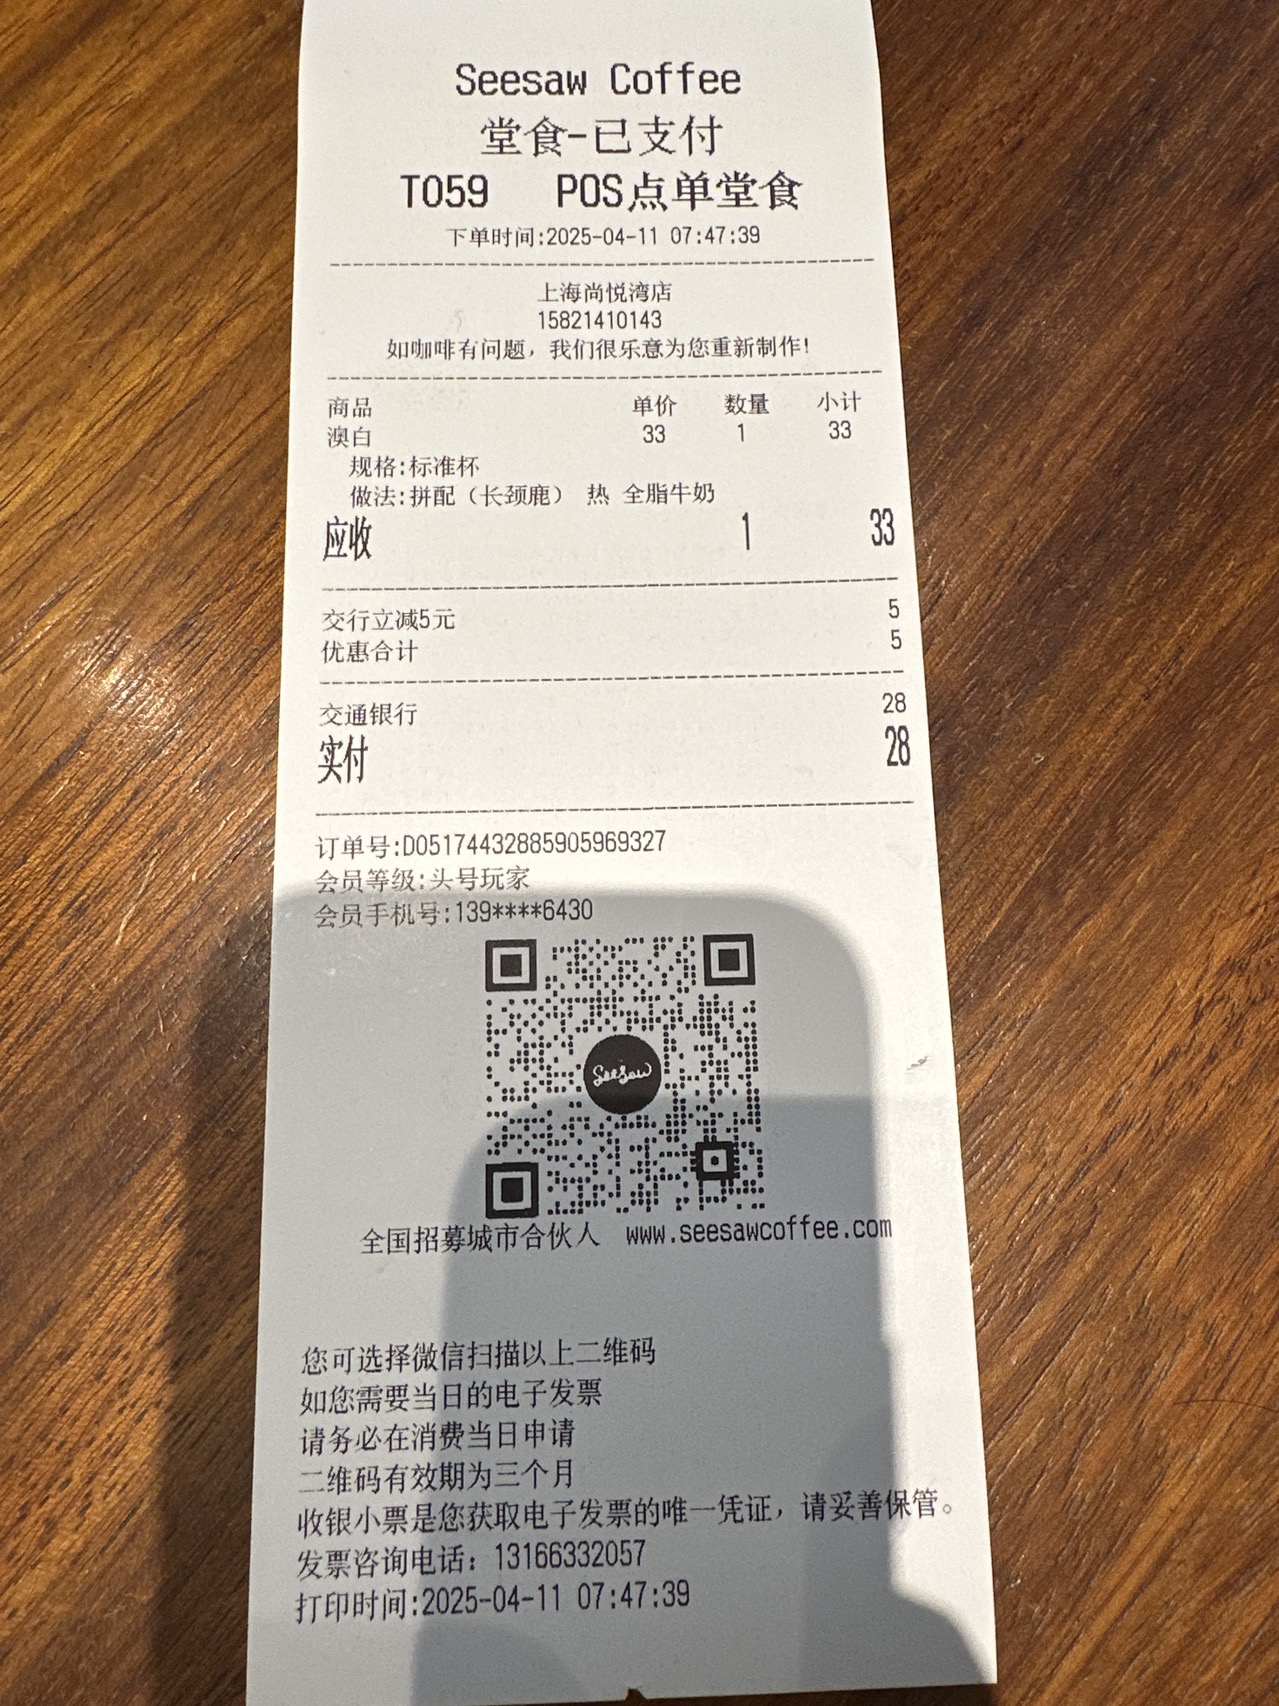 Seesaw Coffee
堂食-已支付
T059 POS点单堂食
下单时间:2025-04-11 07:47:39
上海尚悦湾店
15821410143
如咖啡有问题，我们很乐意为您重新制作!
商品 单价 数量 小计
澳白 33 1 33
规格:标准杯
做法:拼配（长颈鹿） 热 全脂牛奶
应收 1 33
交行立减5元 5
优惠合计 5
交通银行 28
实付 28
订单号:D05174432885905969327
会员等级:头号玩家
会员手机号:139****6430
SeeSaw
全国招募城市合伙人 www.seesawcoffee.com
您可选择微信扫描以上二维码
如您需要当日的电子发票
请务必在消费当日申请
二维码有效期为三个月
收银小票是您获取电子发票的唯一凭证，请妥善保管。
发票咨询电话：13166332057
打印时间:2025-04-11 07:47:39